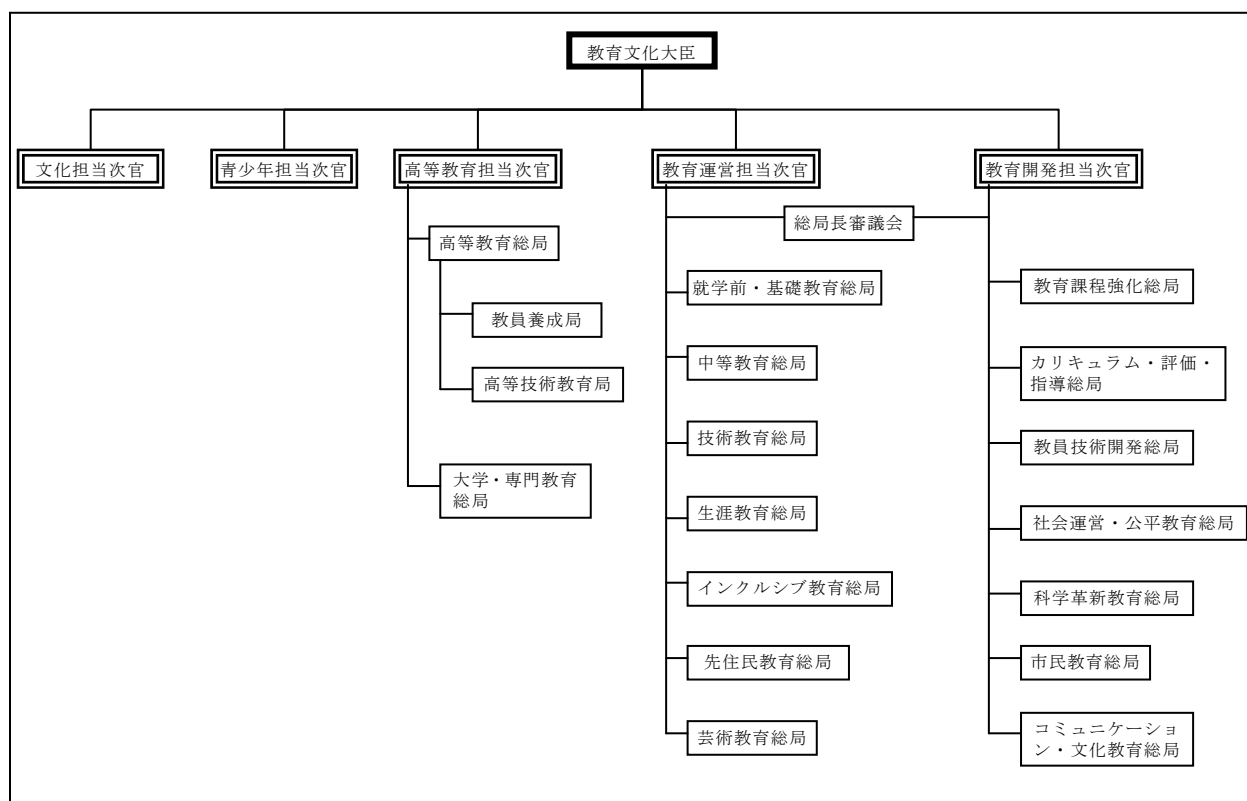 教育文化大臣
文化担当次官
青少年担当次官
高等教育担当次官
教育運営担当次官
教育開発担当次官
総局長審議会
高等教育総局
教員養成局
高等技術教育局
大学・専門教育
総局
就学前・基礎教育総局
中等教育総局
技術教育総局
生涯教育総局
インクルシブ教育総局
先住民教育総局
芸術教育総局
教育課程強化総局
カリキュラム・評価・
指導総局
教員技術開発総局
社会運営・公平教育総局
科学革新教育総局
市民教育総局
コミュニケーショ
ン・文化教育総局